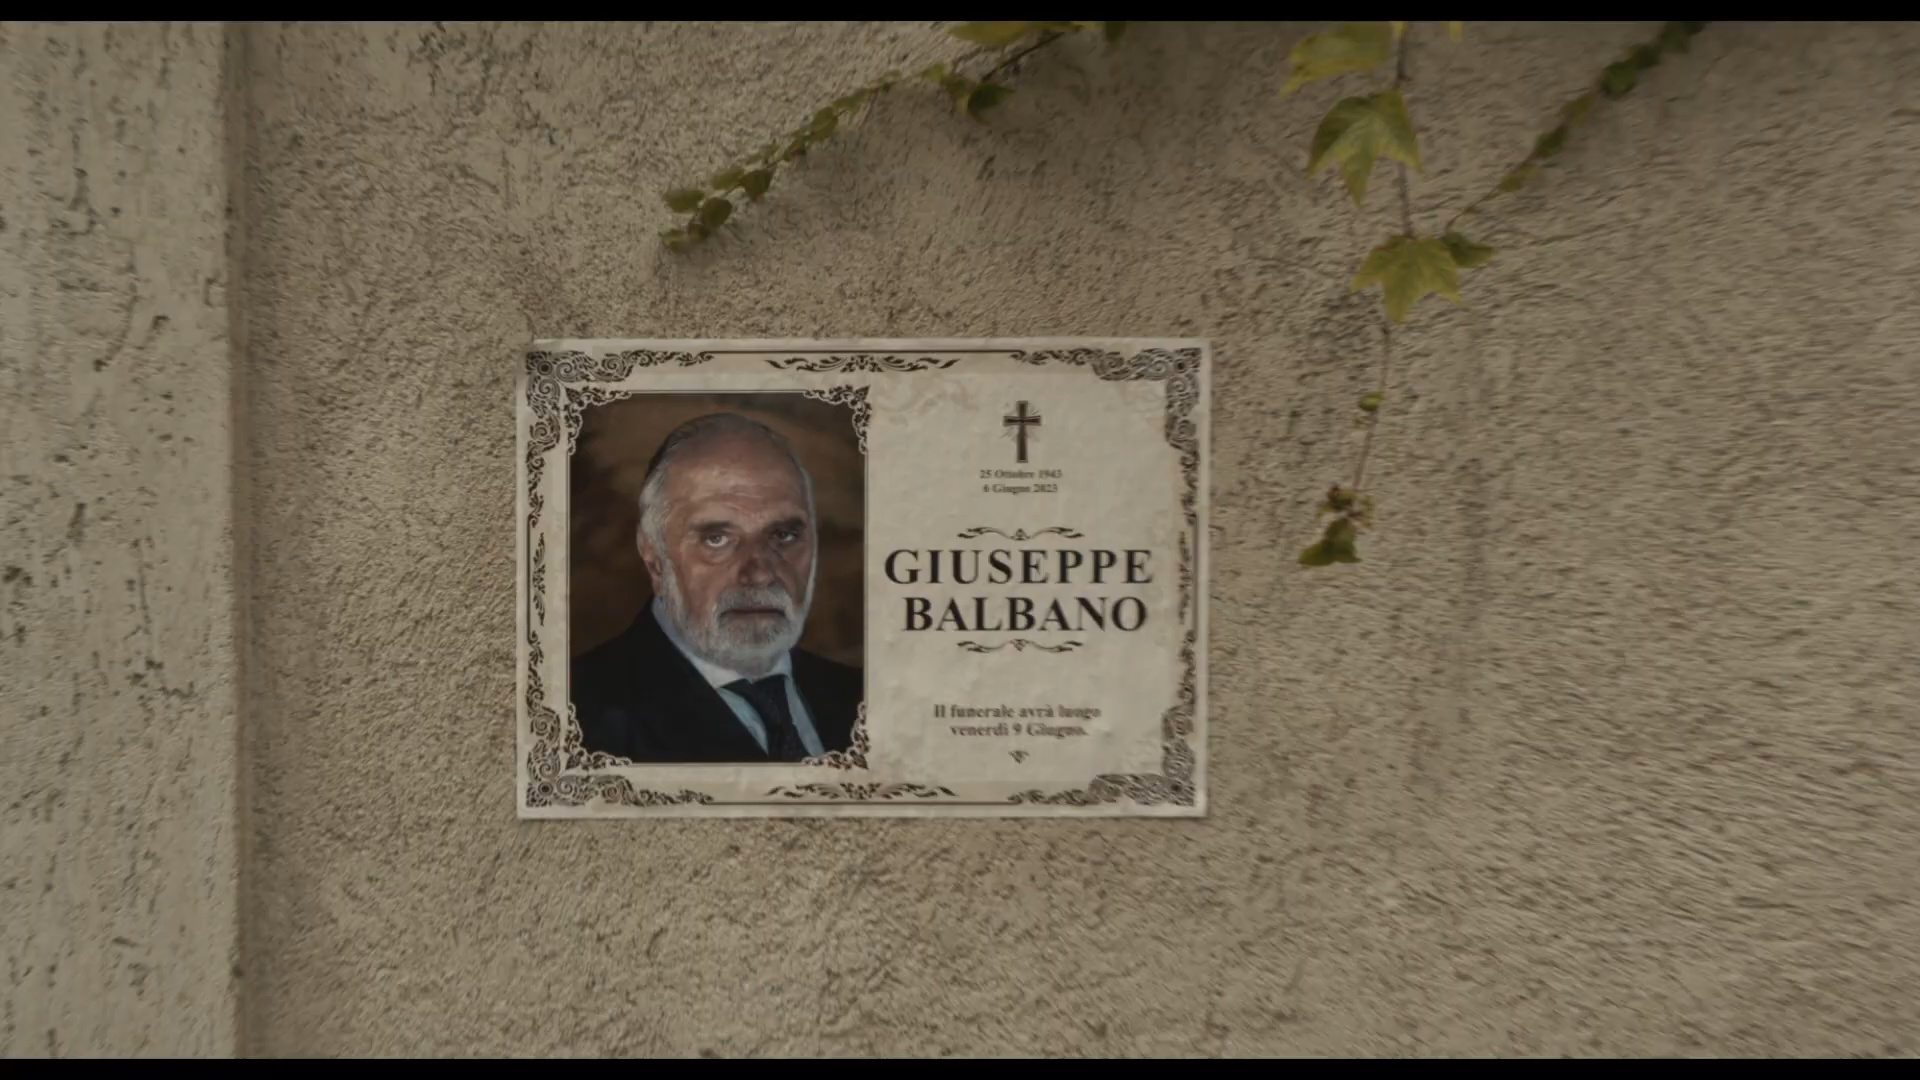 25 Ottobre 1943
6 Giugno 2023
GIUSEPPE
BALBANO
Il funerale avrà luogo
venerdì 9 Giugno.